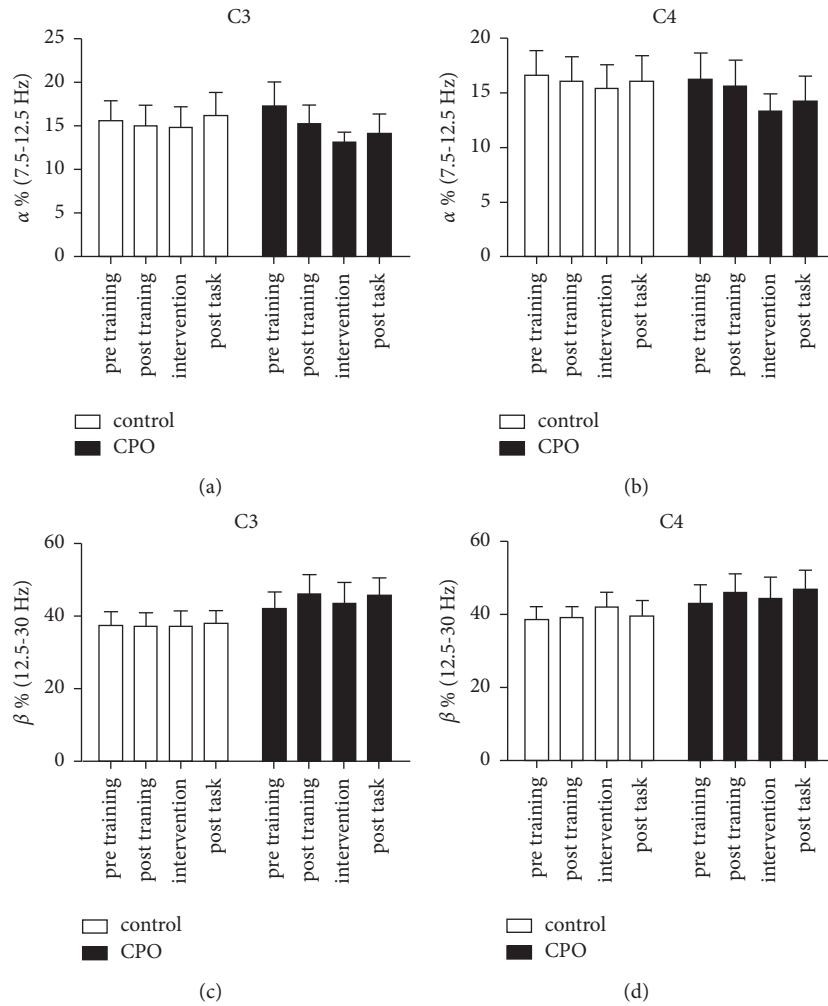 C3
α % (7.5-12.5 Hz)
25
20
15
10
5
0
pre training
post traning
intervention
post task
pre training
post traning
intervention
post task
control
CPO
(a)
C4
α % (7.5-12.5 Hz)
20
15
10
5
0
pre training
post traning
intervention
post task
pre training
post traning
intervention
post task
control
CPO
(b)
C3
β % (12.5-30 Hz)
60
40
20
0
pre training
post traning
intervention
post task
pre training
post traning
intervention
post task
control
CPO
(c)
C4
β % (12.5-30 Hz)
60
40
20
0
pre training
post traning
intervention
post task
pre training
post traning
intervention
post task
control
CPO
(d)